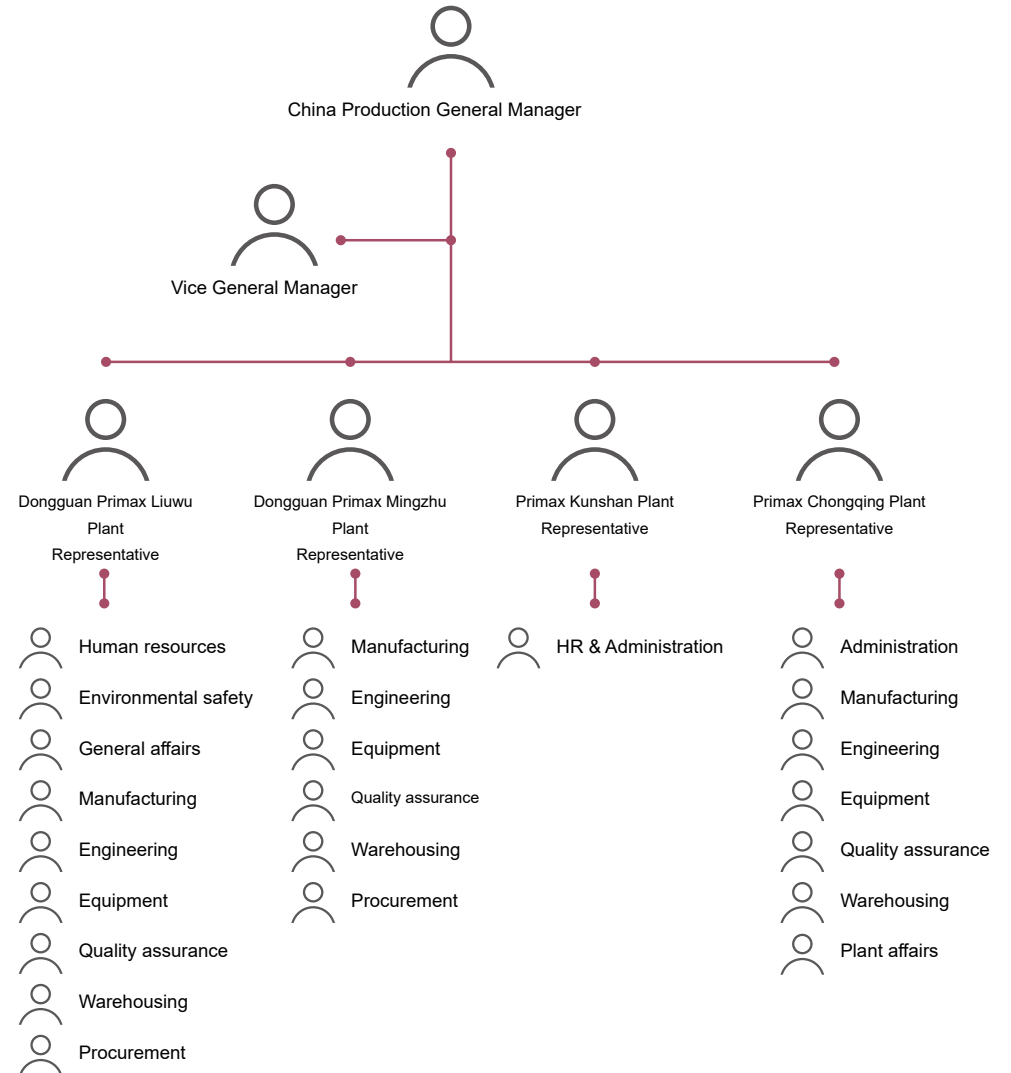 China Production General Manager
Vice General Manager
Dongguan Primax Liuwu
Plant
Representative
Dongguan Primax Mingzhu
Plant
Representative
Primax Kunshan Plant
Representative
Primax Chongqing Plant
Representative
Human resources
Environmental safety
General affairs
Manufacturing
Engineering
Equipment
Quality assurance
Warehousing
Procurement
Manufacturing
Engineering
Equipment
Quality assurance
Warehousing
Procurement
HR & Administration
Administration
Manufacturing
Engineering
Equipment
Quality assurance
Warehousing
Plant affairs